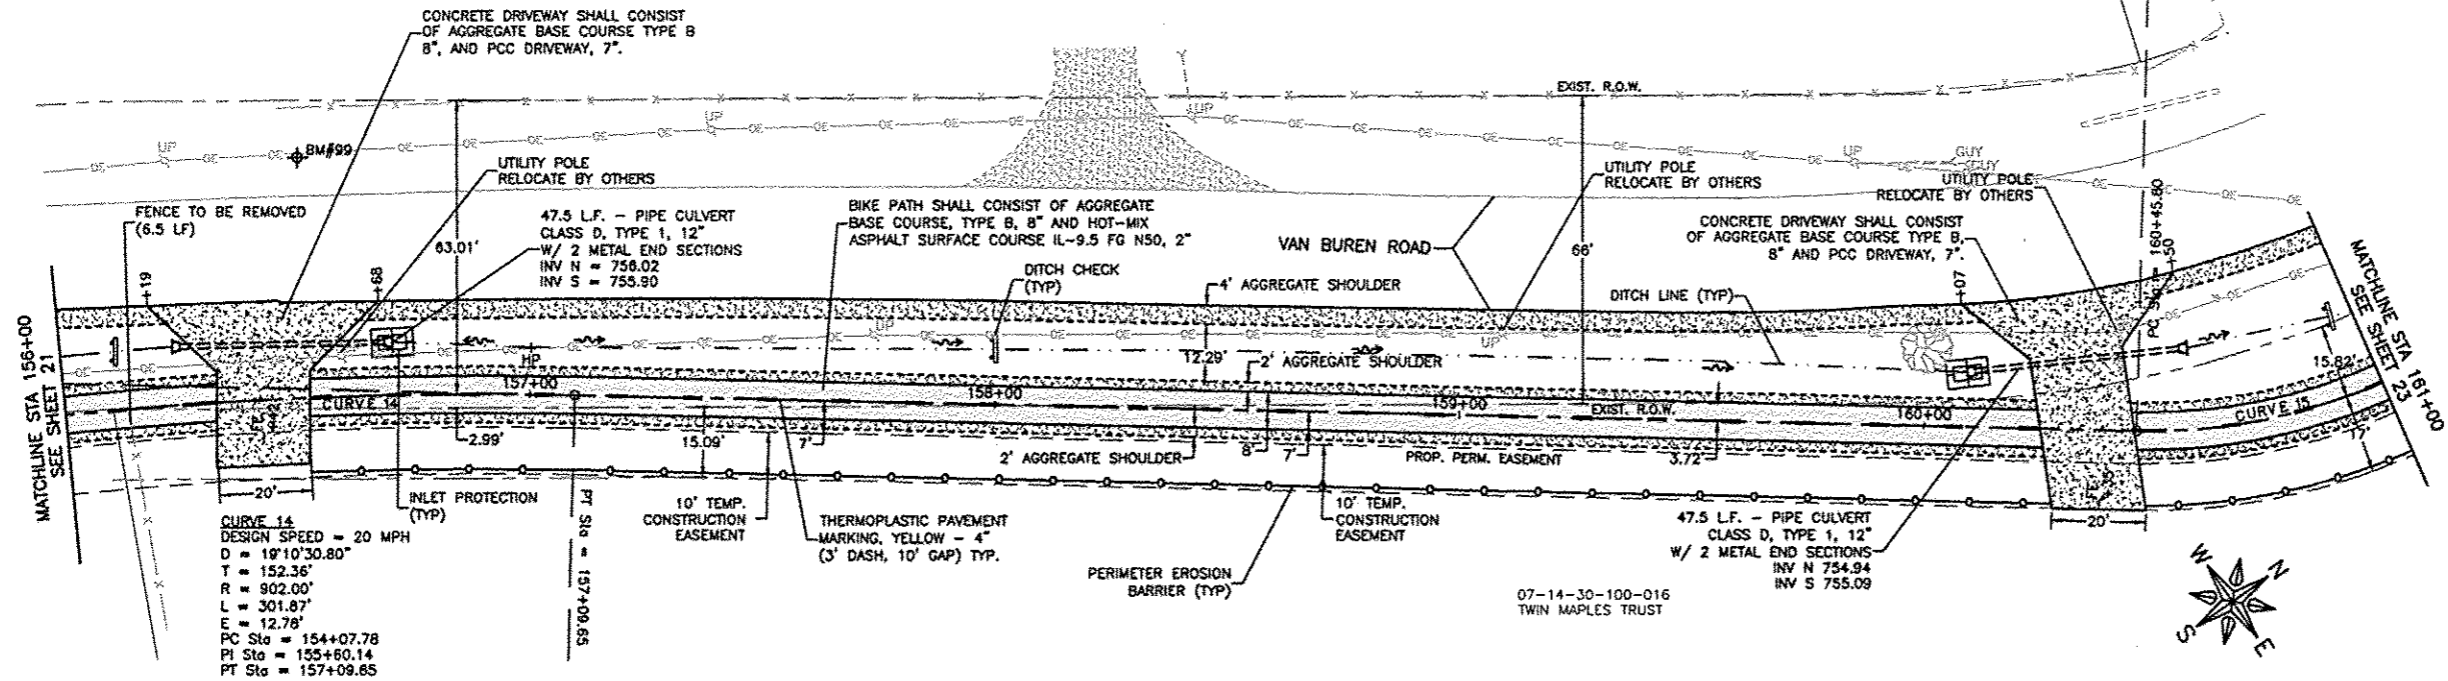 CONCRETE DRIVEWAY SHALL CONSIST
OF AGGREGATE BASE COURSE TYPE B
8", AND PCC DRIVEWAY, 7".
EXIST. R.O.W.
UP
UP
UP
UP
BM#99
GUY
GUY
UTILITY POLE
RELOCATE BY OTHERS
UTILITY POLE
RELOCATE BY OTHERS
UTILITY POLE
RELOCATE BY OTHERS
FENCE TO BE REMOVED
(6.5 LF)
63.01'
47.5 L.F. - PIPE CULVERT
CLASS D, TYPE 1, 12"
W/ 2 METAL END SECTIONS
INV N = 756.02
INV S = 755.90
BIKE PATH SHALL CONSIST OF AGGREGATE
BASE COURSE, TYPE B, 8" AND HOT-MIX
ASPHALT SURFACE COURSE IL-9.5 FG N50, 2"
DITCH CHECK
(TYP)
VAN BUREN ROAD
66'
CONCRETE DRIVEWAY SHALL CONSIST
OF AGGREGATE BASE COURSE TYPE B,
8" AND PCC DRIVEWAY, 7".
+19
+68
4' AGGREGATE SHOULDER
DITCH LINE (TYP)
+07
PC Sta = 160+45.80
+50
MATCHLINE STA 156+00
SEE SHEET 21
MATCHLINE STA 161+00
SEE SHEET 23
UP
UP
HP
12.29'
2' AGGREGATE SHOULDER
15.82'
157+00
158+00
159+00
160+00
CURVE 14
EXIST. R.O.W.
CURVE 15
2.99'
15.09'
7'
2' AGGREGATE SHOULDER
8'
7'
PROP. PERM. EASEMENT
3.72'
17'
20'
20'
INLET PROTECTION
(TYP)
PT Sta = 157+09.65
10' TEMP.
CONSTRUCTION
EASEMENT
THERMOPLASTIC PAVEMENT
MARKING, YELLOW - 4"
(3' DASH, 10' GAP) TYP.
10' TEMP.
CONSTRUCTION
EASEMENT
PERIMETER EROSION
BARRIER (TYP)
47.5 L.F. - PIPE CULVERT
CLASS D, TYPE 1, 12"
W/ 2 METAL END SECTIONS
INV N 754.94
INV S 755.09
07-14-30-100-016
TWIN MAPLES TRUST
CURVE 14
DESIGN SPEED = 20 MPH
D = 19°10'30.80"
T = 152.36'
R = 902.00'
L = 301.87'
E = 12.78'
PC Sta = 154+07.78
PI Sta = 155+60.14
PT Sta = 157+09.65
W
N
S
E